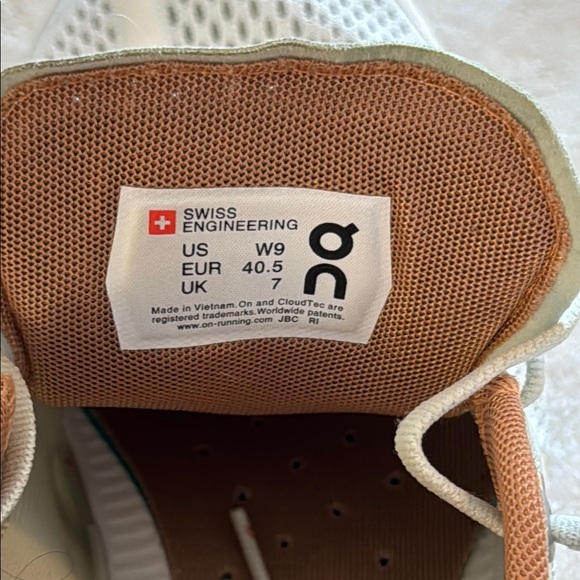 SWISS
ENGINEERING
US W9
EUR 40.5
UK 7
Made in Vietnam. On and CloudTec are
registered trademarks. Worldwide patents.
www.on-running.com JBC RI
ON